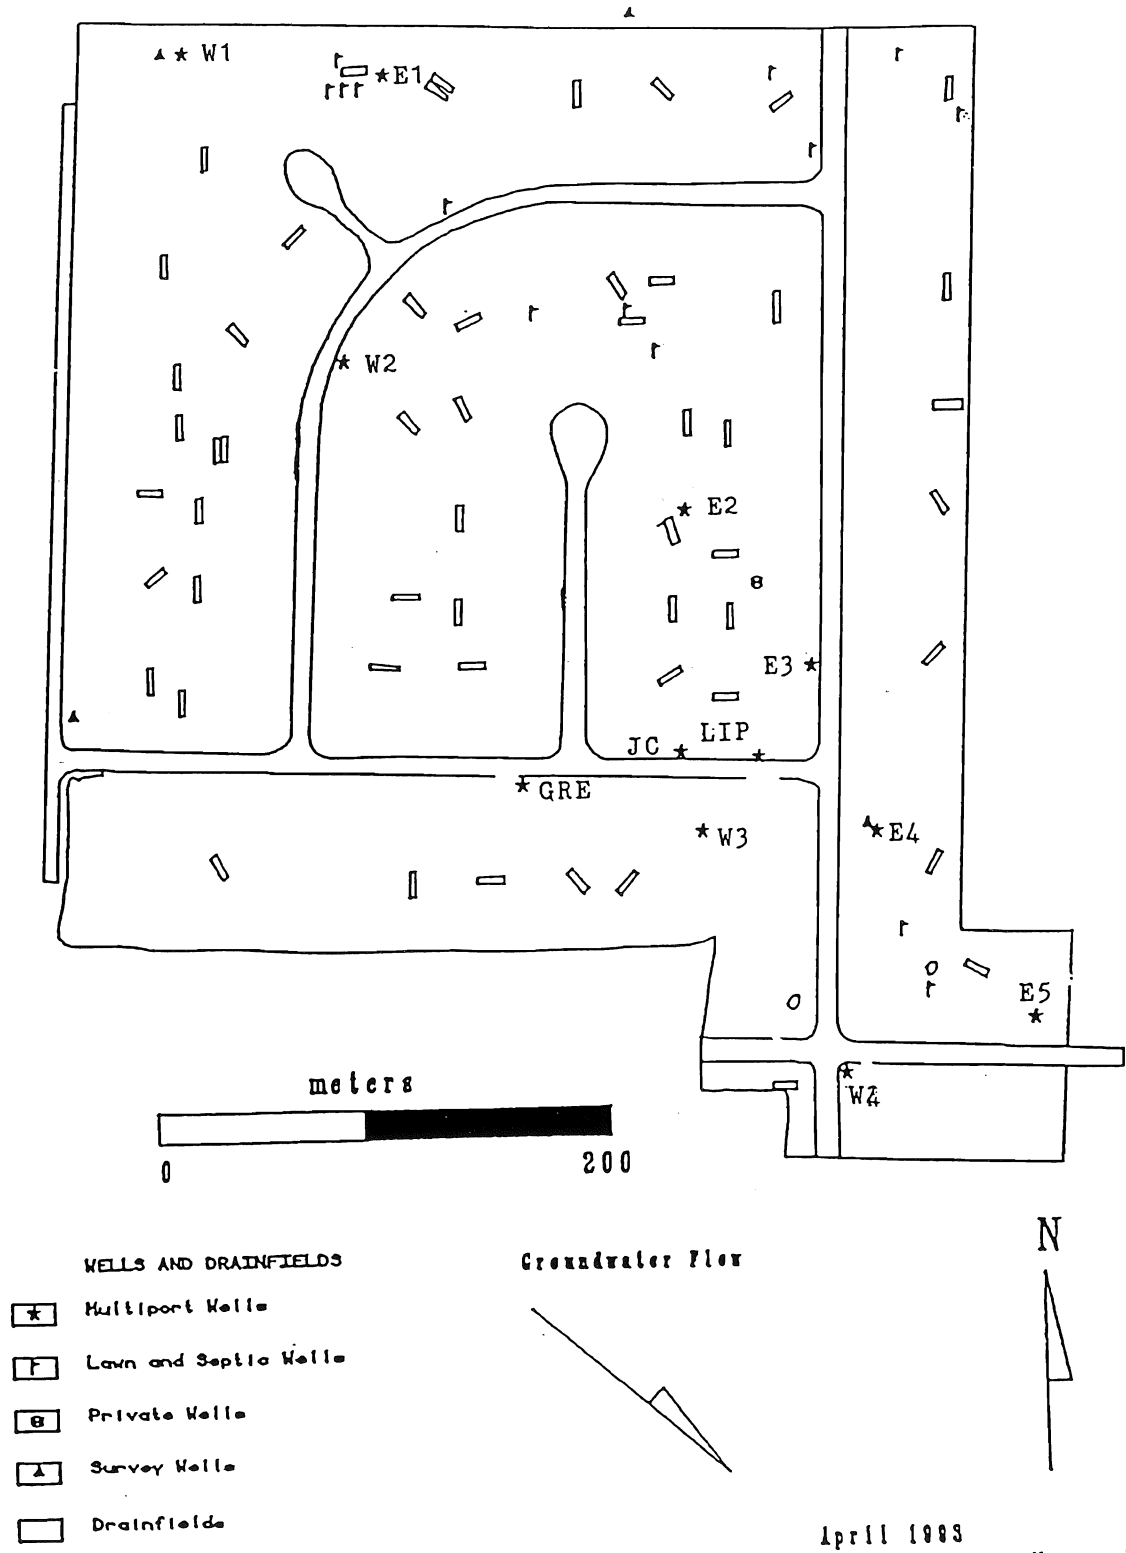 W1
E1
W2
E2
E3
LIP
JC
GRE
W3
E4
E5
W4
meters
0 200
N
WELLS AND DRAINFIELDS
Groundwater Flow
Multiport Wells
Lawn and Septic Wells
Private Wells
Survey Wells
Drainfields
April 1993